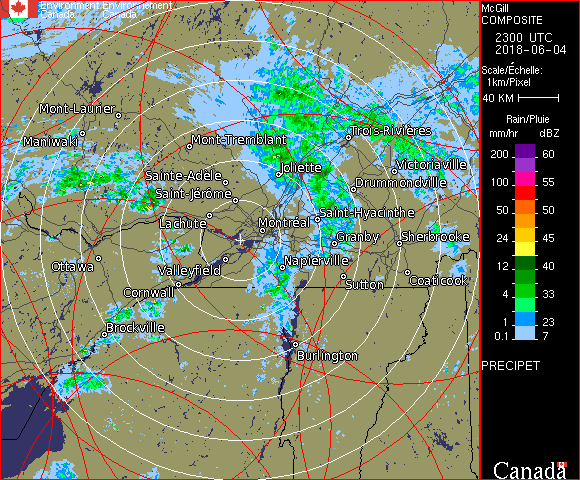 Environment Environnement
Canada Canada
McGill
COMPOSITE
2300 UTC
2018-06-04
Scale/Échelle:
1km/Pixel
40 KM
Rain/Pluie
mm/hr dBZ
200 60
100 55
50 50
24 45
12 40
4 33
1 23
0.1 7
PRECIPET
Canada
Mont-Laurier
Maniwaki
Mont-Tremblant
Trois-Rivières
Joliette
Victoriaville
Sainte-Adèle
Drummondville
Saint-Jérôme
Saint-Hyacinthe
Lachute
Montréal
Granby
Sherbrooke
Ottawa
Valleyfield
Napierville
Sutton
Coaticook
Cornwall
Brockville
Burlington